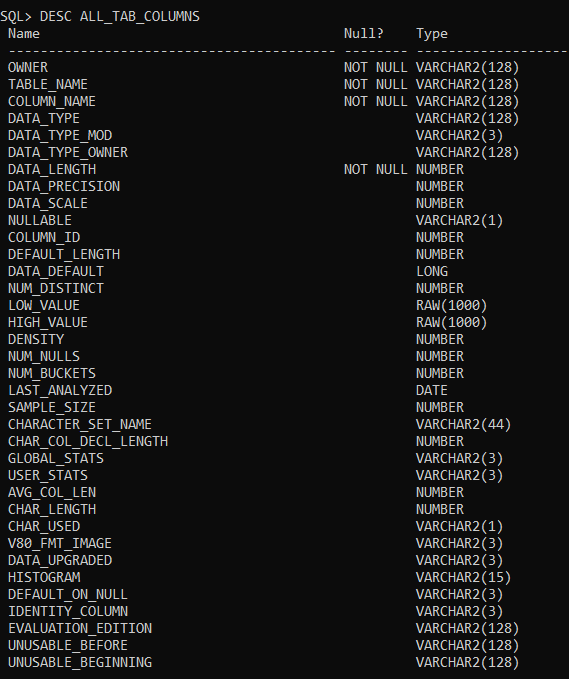 SQL> DESC ALL_TAB_COLUMNS
 Name                                      Null?    Type
 ----------------------------------------- -------- -------------------
 OWNER                                     NOT NULL VARCHAR2(128)
 TABLE_NAME                                NOT NULL VARCHAR2(128)
 COLUMN_NAME                               NOT NULL VARCHAR2(128)
 DATA_TYPE                                          VARCHAR2(128)
 DATA_TYPE_MOD                                      VARCHAR2(3)
 DATA_TYPE_OWNER                                    VARCHAR2(128)
 DATA_LENGTH                               NOT NULL NUMBER
 DATA_PRECISION                                     NUMBER
 DATA_SCALE                                         NUMBER
 NULLABLE                                           VARCHAR2(1)
 COLUMN_ID                                          NUMBER
 DEFAULT_LENGTH                                     NUMBER
 DATA_DEFAULT                                       LONG
 NUM_DISTINCT                                       NUMBER
 LOW_VALUE                                          RAW(1000)
 HIGH_VALUE                                         RAW(1000)
 DENSITY                                            NUMBER
 NUM_NULLS                                          NUMBER
 NUM_BUCKETS                                        NUMBER
 LAST_ANALYZED                                      DATE
 SAMPLE_SIZE                                        NUMBER
 CHARACTER_SET_NAME                                 VARCHAR2(44)
 CHAR_COL_DECL_LENGTH                               NUMBER
 GLOBAL_STATS                                       VARCHAR2(3)
 USER_STATS                                         VARCHAR2(3)
 AVG_COL_LEN                                        NUMBER
 CHAR_LENGTH                                        NUMBER
 CHAR_USED                                          VARCHAR2(1)
 V80_FMT_IMAGE                                      VARCHAR2(3)
 DATA_UPGRADED                                      VARCHAR2(3)
 HISTOGRAM                                          VARCHAR2(15)
 DEFAULT_ON_NULL                                    VARCHAR2(3)
 IDENTITY_COLUMN                                    VARCHAR2(3)
 EVALUATION_EDITION                                 VARCHAR2(128)
 UNUSABLE_BEFORE                                    VARCHAR2(128)
 UNUSABLE_BEGINNING                                 VARCHAR2(128)